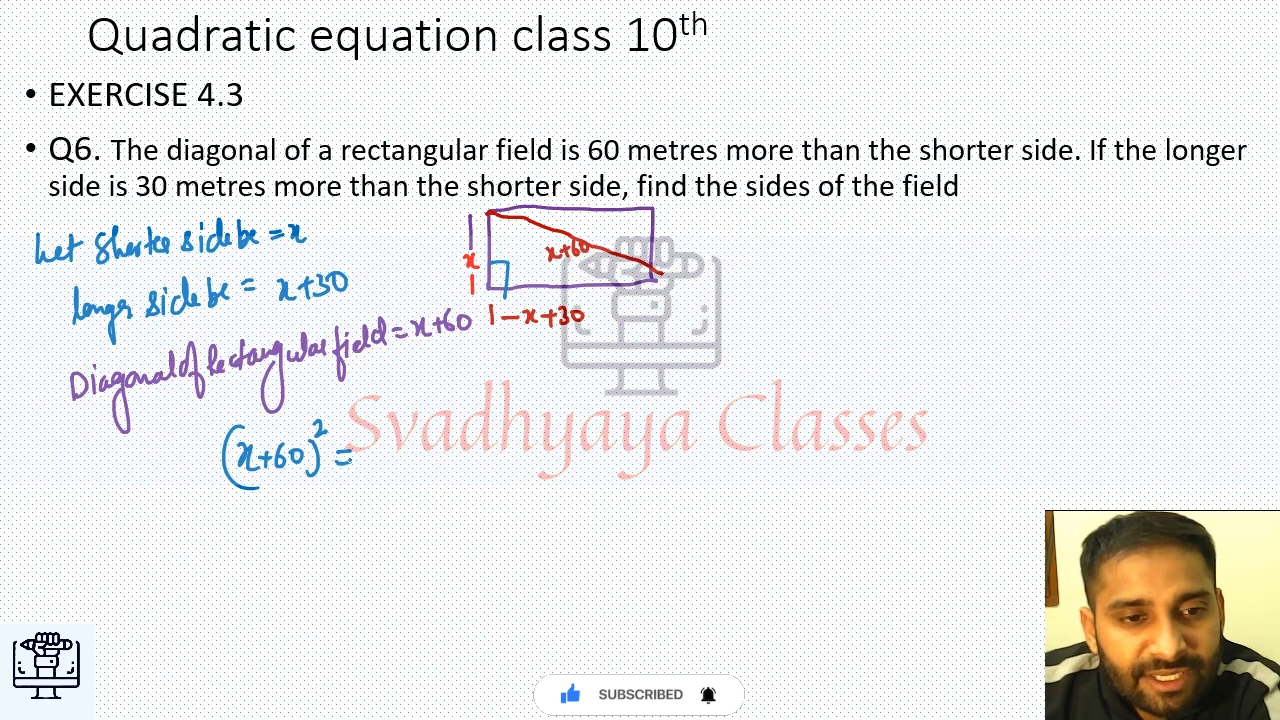 Quadratic equation class 10th
• EXERCISE 4.3
• Q6. The diagonal of a rectangular field is 60 metres more than the shorter side. If the longer
side is 30 metres more than the shorter side, find the sides of the field
Let Shorter side be = x
longer side be = x+30
Diagonal of Rectangular field = x+60
x
x+60
x+30
(x+60)² =
Svadhyaya Classes
SUBSCRIBED